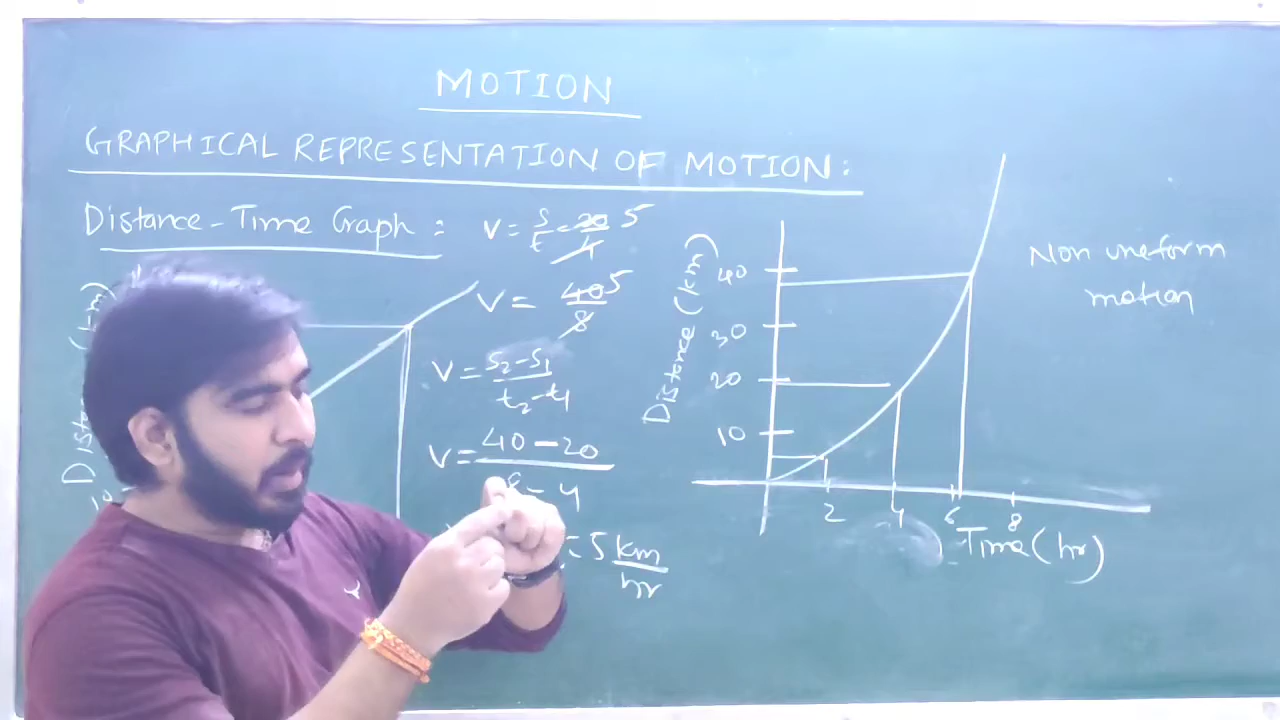 MOTION
GRAPHICAL REPRESENTATION OF MOTION:
Distance-Time Graph :
V = S/t = 20/4 5
V = 40/8 5
V = S2-S1/t2-t1
V = 40-20/8-4
= 5 km/hr
10
Distance (km)
40
30
20
10
2 4 6 8
Time (hr)
Non uneform
motion